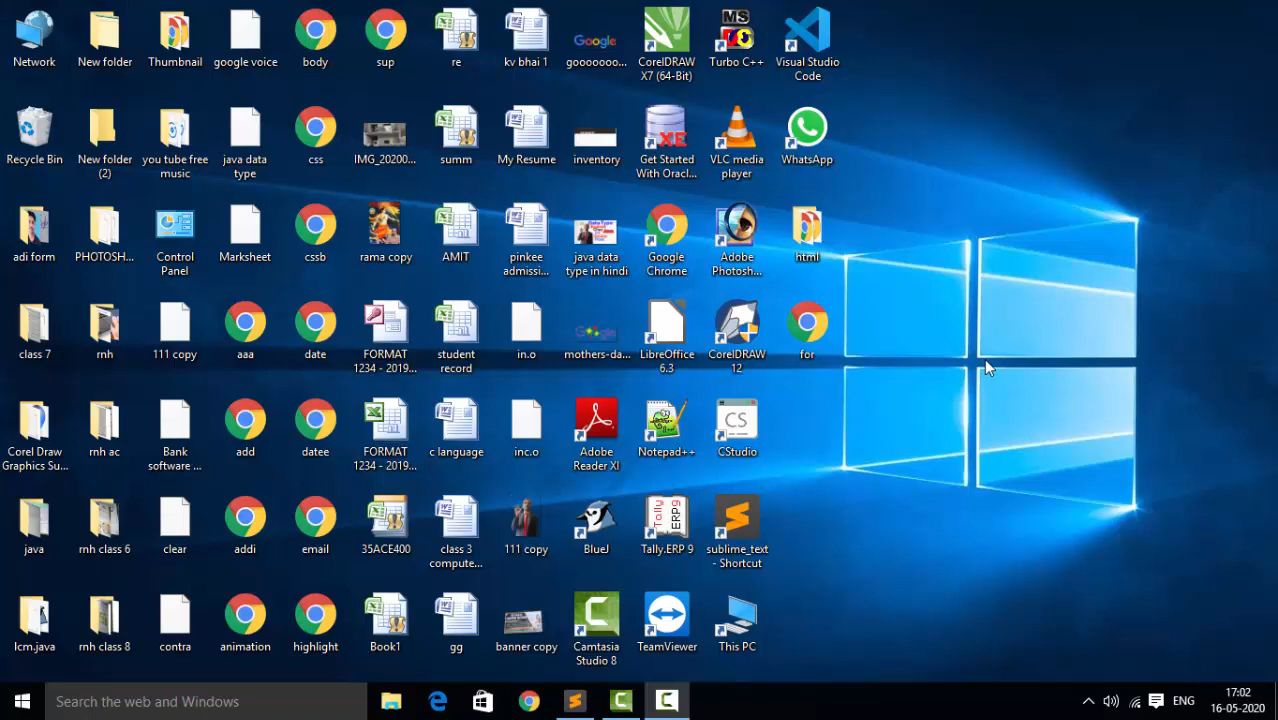 Network
New folder
Thumbnail
google voice
body
sup
re
kv bhai 1
Google
gooooooo...
CorelDRAW
X7 (64-Bit)
MS
Turbo C++
Visual Studio
Code
Recycle Bin
New folder
(2)
you tube free
music
java data
type
css
IMG_20200...
summ
My Resume
inventory
XE
Get Started
With Oracl...
VLC media
player
WhatsApp
adi form
PHOTOSH...
Control
Panel
Marksheet
cssb
rama copy
AMIT
pinkee
admissi...
java data
type in hindi
Google
Chrome
Adobe
Photosh...
html
class 7
rnh
111 copy
aaa
date
FORMAT
1234 - 2019...
student
record
in.o
mothers-da...
LibreOffice
6.3
CorelDRAW
12
for
Corel Draw
Graphics Su...
rnh ac
Bank
software ...
add
datee
FORMAT
1234 - 2019...
c language
inc.o
Adobe
Reader XI
Notepad++
CS
CStudio
java
rnh class 6
clear
addi
email
35ACE400
class 3
compute...
111 copy
BlueJ
Tally
ERP9
Tally.ERP 9
sublime_text
- Shortcut
lcm.java
rnh class 8
contra
animation
highlight
Book1
gg
banner copy
Camtasia
Studio 8
TeamViewer
This PC
Search the web and Windows
ENG
17:02
16-05-2020